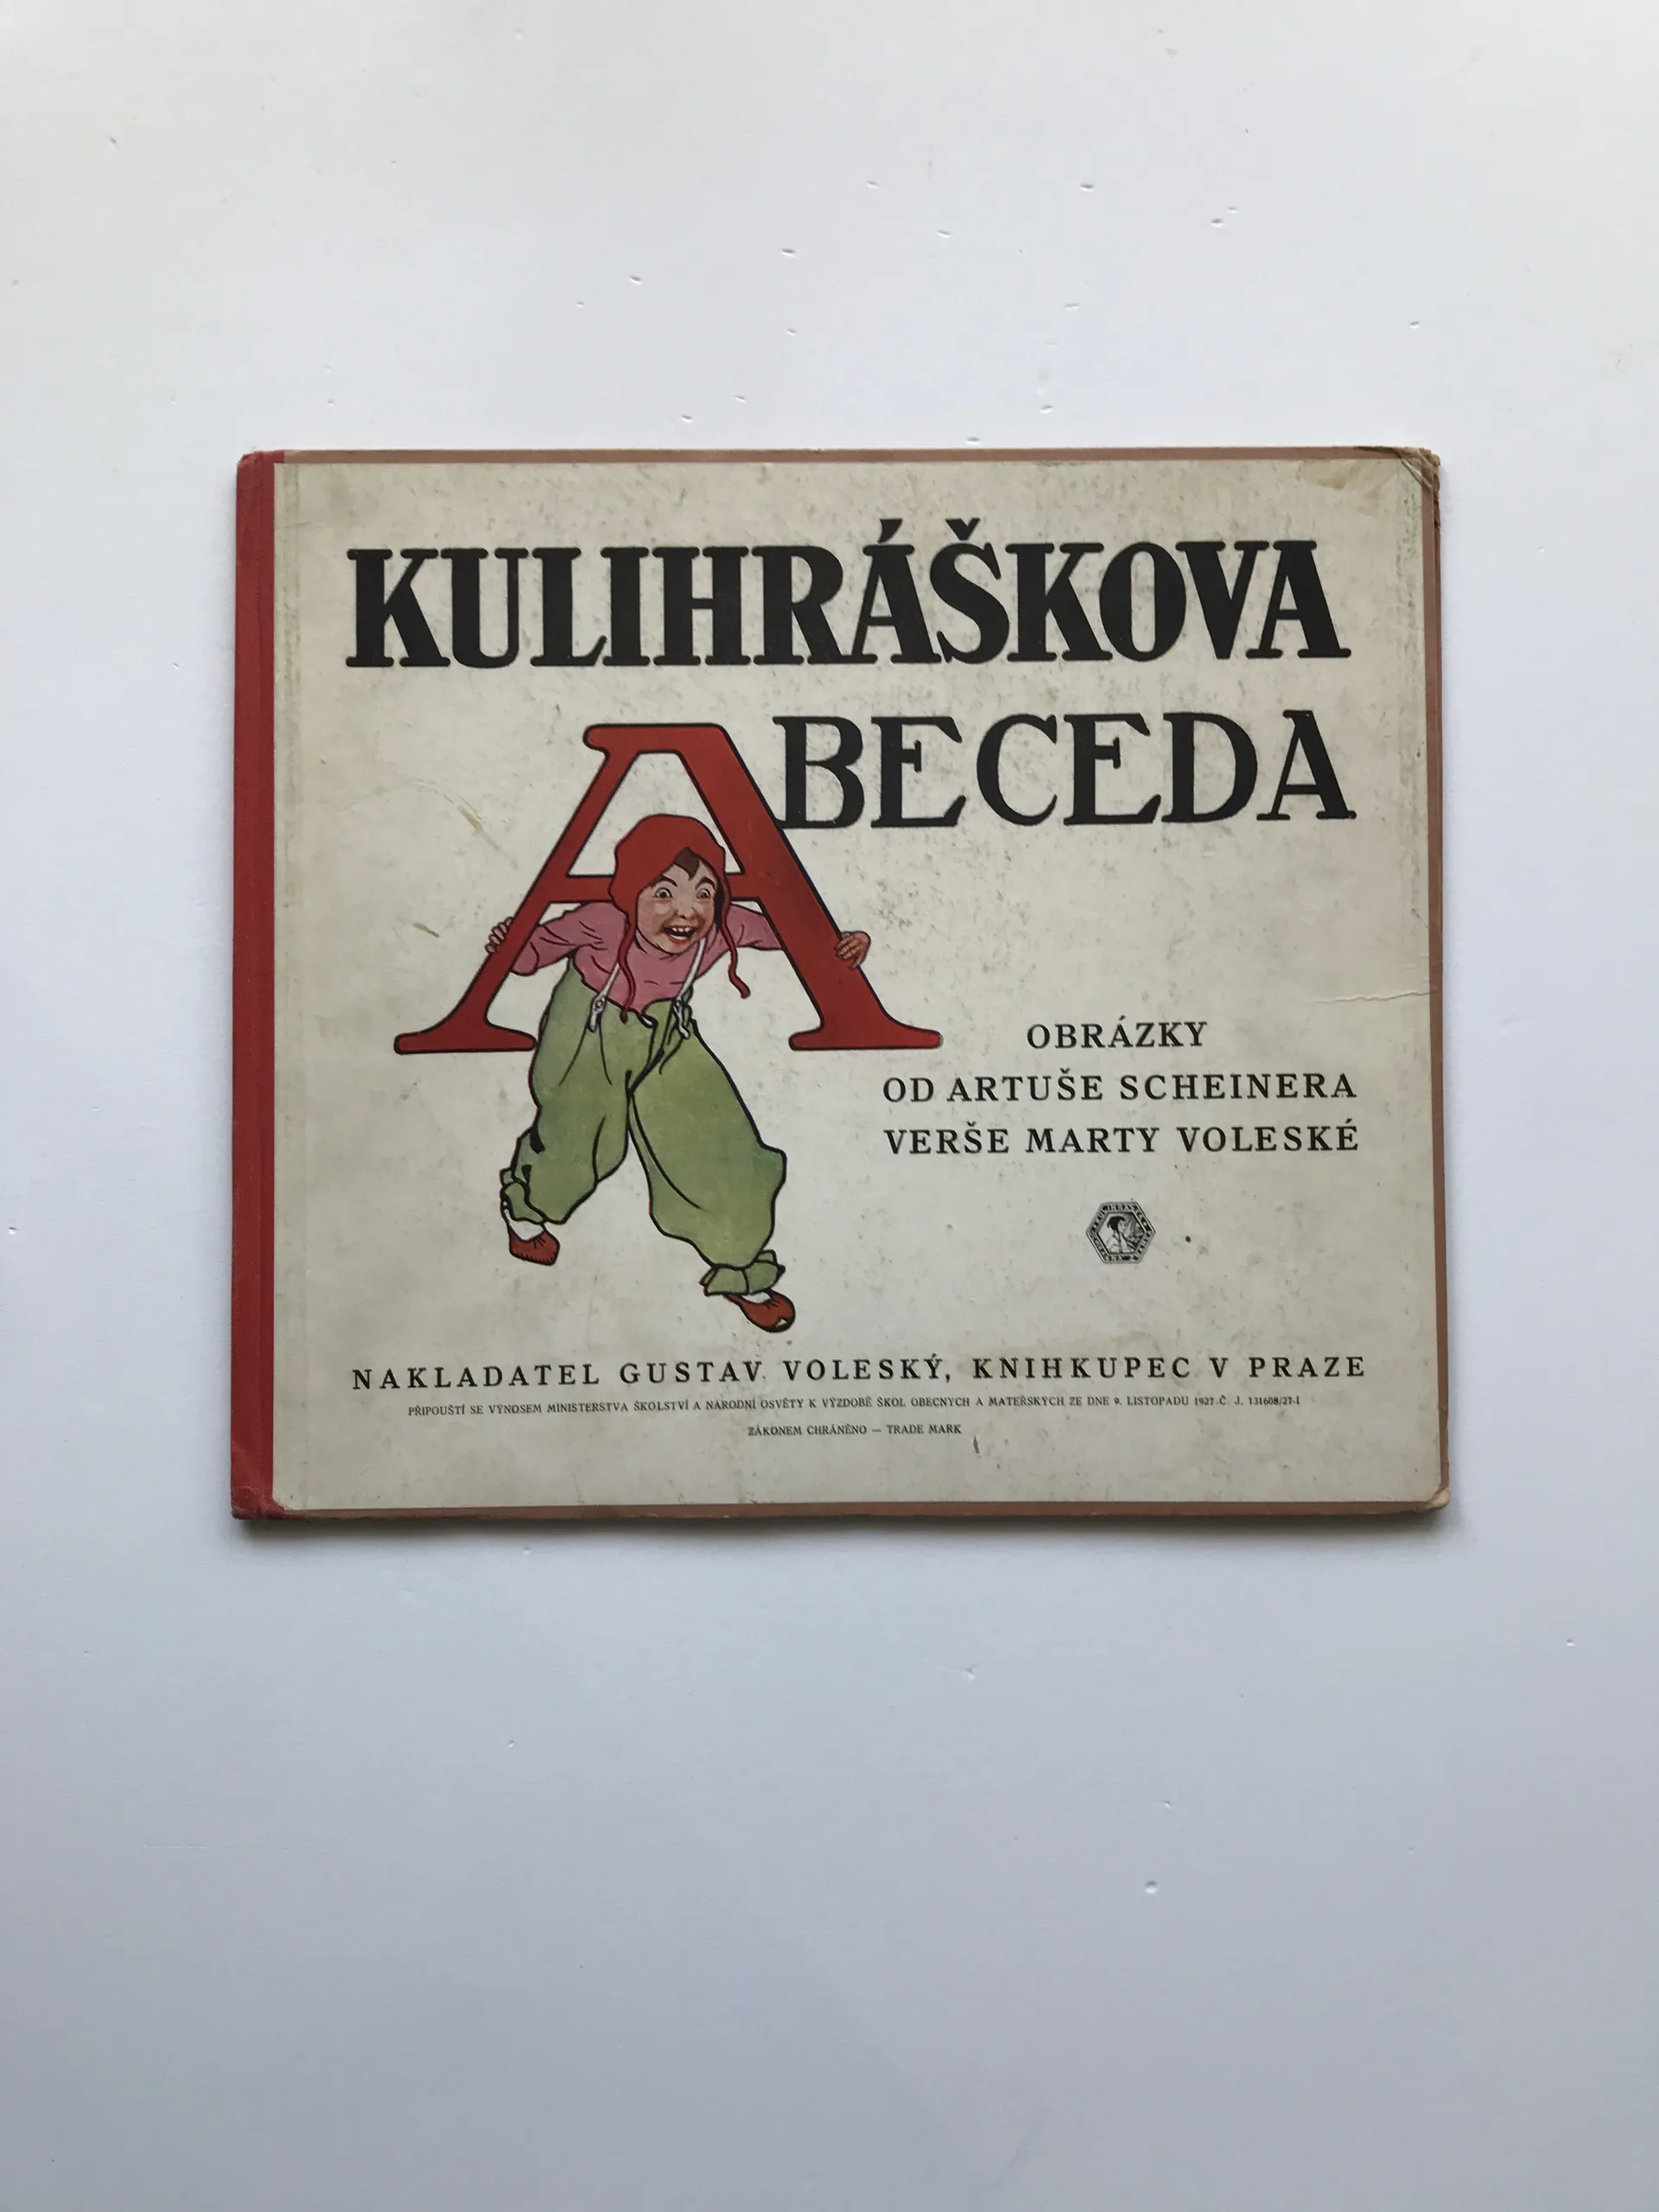 KULIHRÁŠKOVA
ABECEDA
OBRÁZKY
OD ARTUŠE SCHEINERA
VERŠE MARTY VOLESKÉ
NAKLADATEL GUSTAV VOLESKÝ, KNIHKUPEC V PRAZE
PŘIPOUŠTÍ SE VÝNOSEM MINISTERSTVA ŠKOLSTVÍ A NÁRODNÍ OSVĚTY K VÝZDOBĚ ŠKOL OBECNÝCH A MATEŘSKÝCH ZE DNE 9. LISTOPADU 1927 Č. J. 131608/27-I
ZÁKONEM CHRÁNĚNO — TRADE MARK